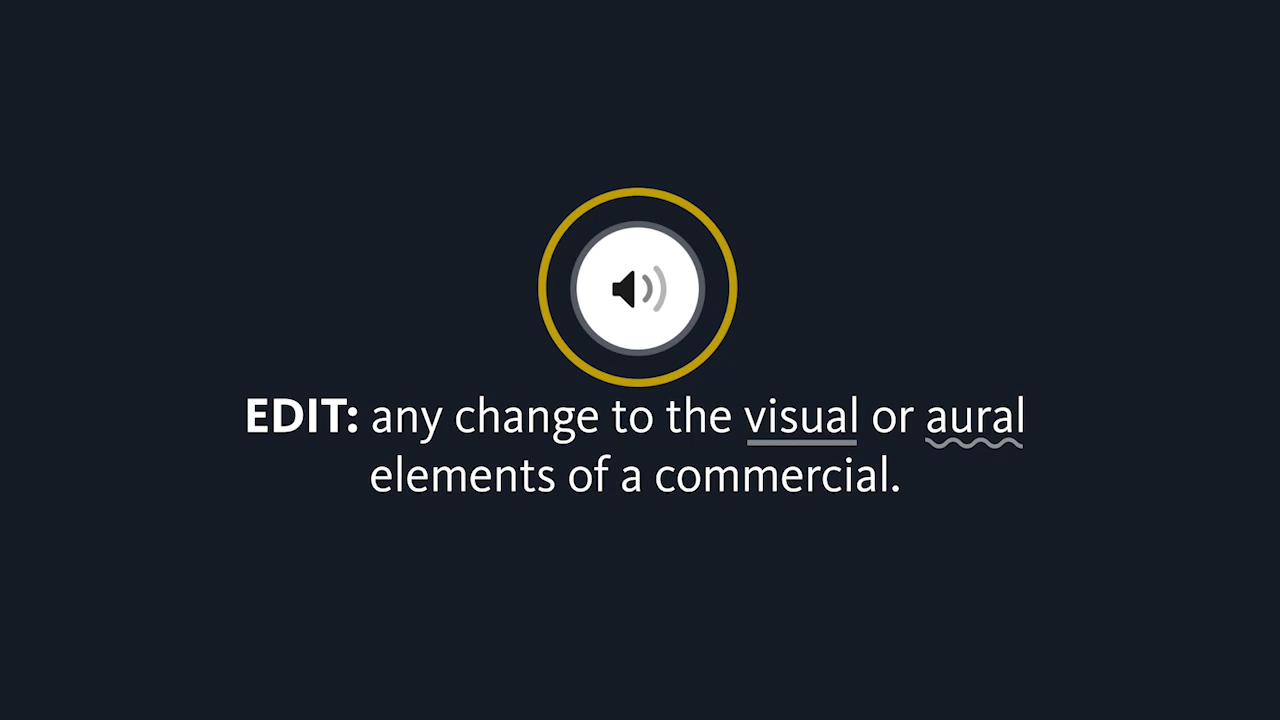 EDIT: any change to the visual or aural
elements of a commercial.